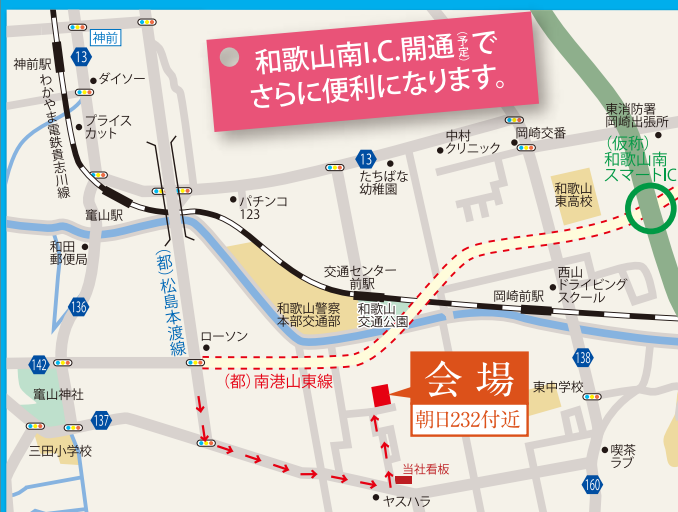 和歌山南I.C.開通(予定)で
さらに便利になります。
神前
13
神前駅
ダイソー
わかやま電鉄貴志川線
プライス
カット
竃山駅
和田
郵便局
パチンコ
123
13
たちばな
幼稚園
中村
クリニック
岡崎交番
東消防署
岡崎出張所
(仮称)
和歌山南
スマートIC
和歌山
東高校
(都)松島本渡線
交通センター
前駅
和歌山警察
本部交通部
和歌山
交通公園
岡崎前駅
西山
ドライビング
スクール
136
ローソン
142
(都)南港山東線
会場
朝日232付近
138
東中学校
竃山神社
137
三田小学校
当社看板
ヤスハラ
喫茶
ラブ
160